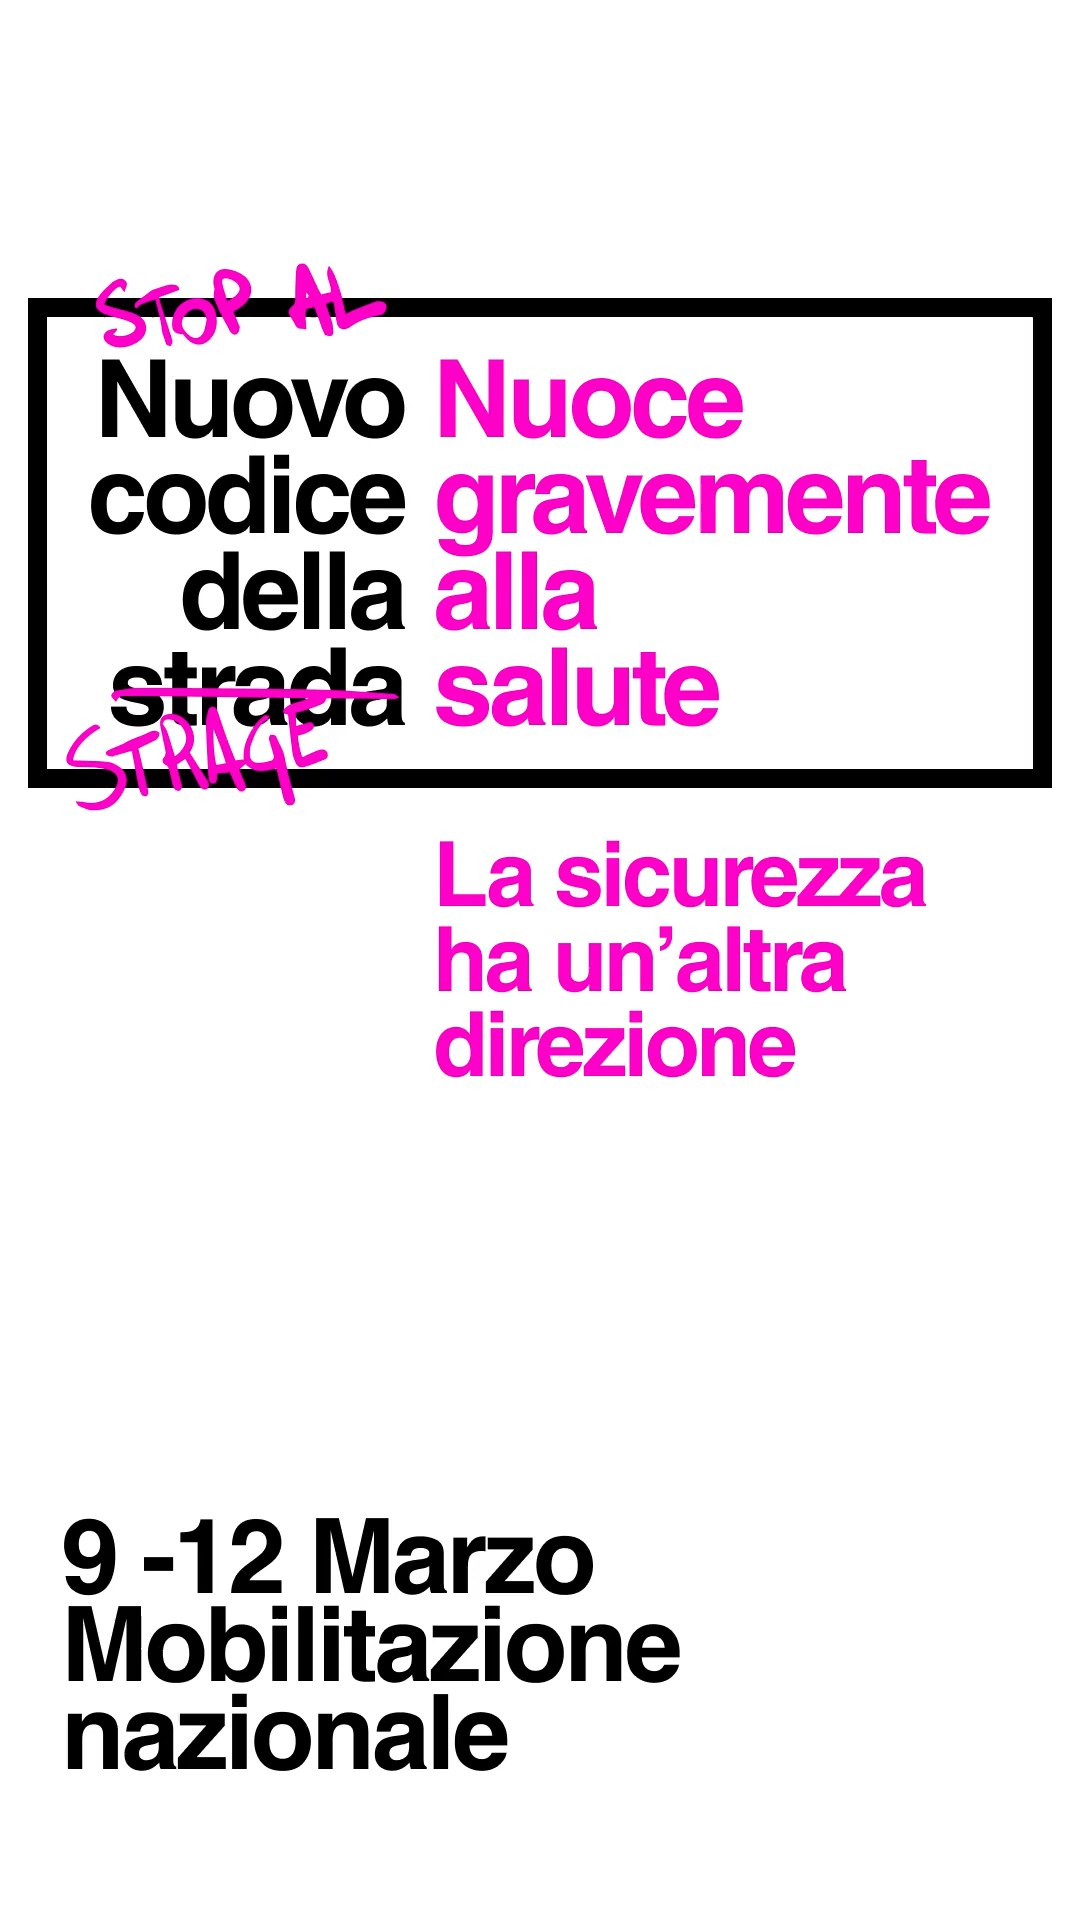 STOP AL
Nuovo Nuoce
codice gravemente
della alla
strada salute
STRAGE
La sicurezza
ha un’altra
direzione
9 -12 Marzo
Mobilitazione
nazionale